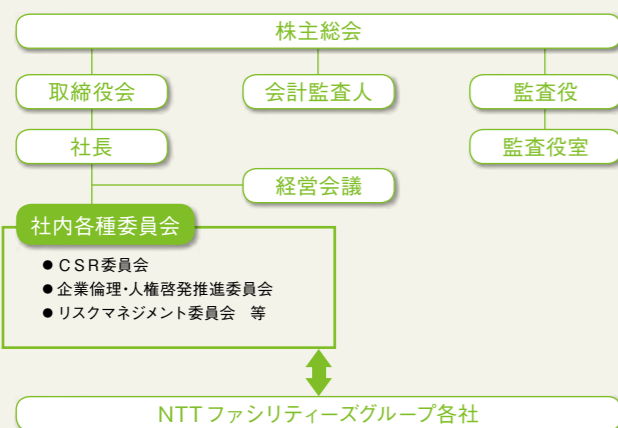 株主総会
取締役会
会計監査人
監査役
社長
監査役室
経営会議
社内各種委員会
●CSR委員会
●企業倫理・人権啓発推進委員会
●リスクマネジメント委員会　等
NTTファシリティーズグループ各社